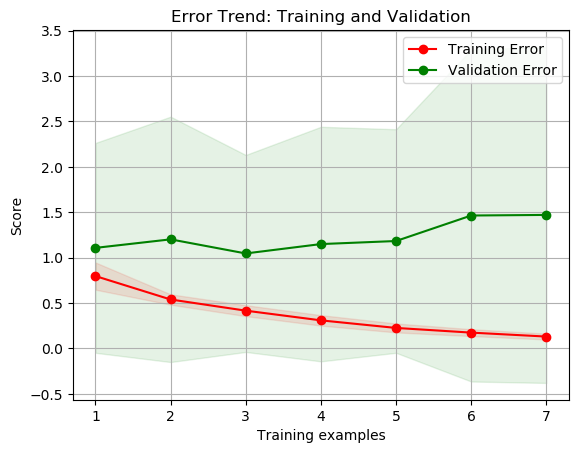 Error Trend: Training and Validation
Training Error
Validation Error
Score
3.5
3.0
2.5
2.0
1.5
1.0
0.5
0.0
−0.5
1 2 3 4 5 6 7
Training examples